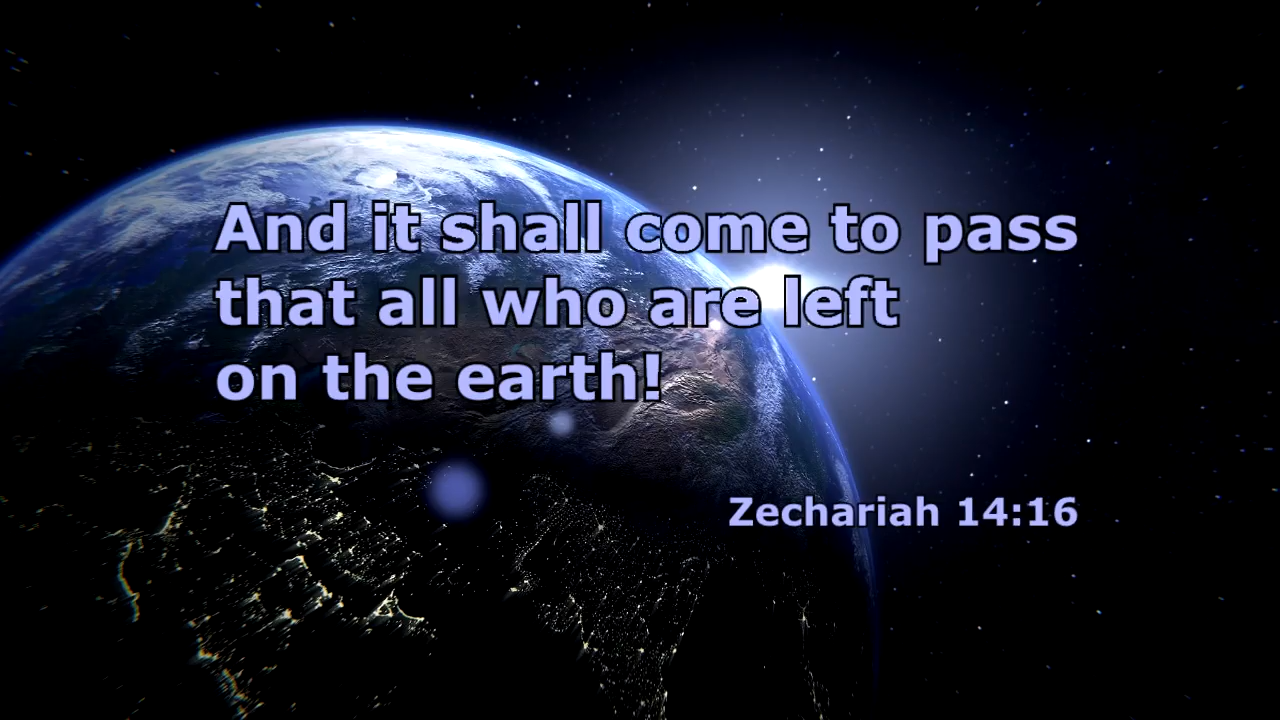 And it shall come to pass
that all who are left
on the earth!
Zechariah 14:16